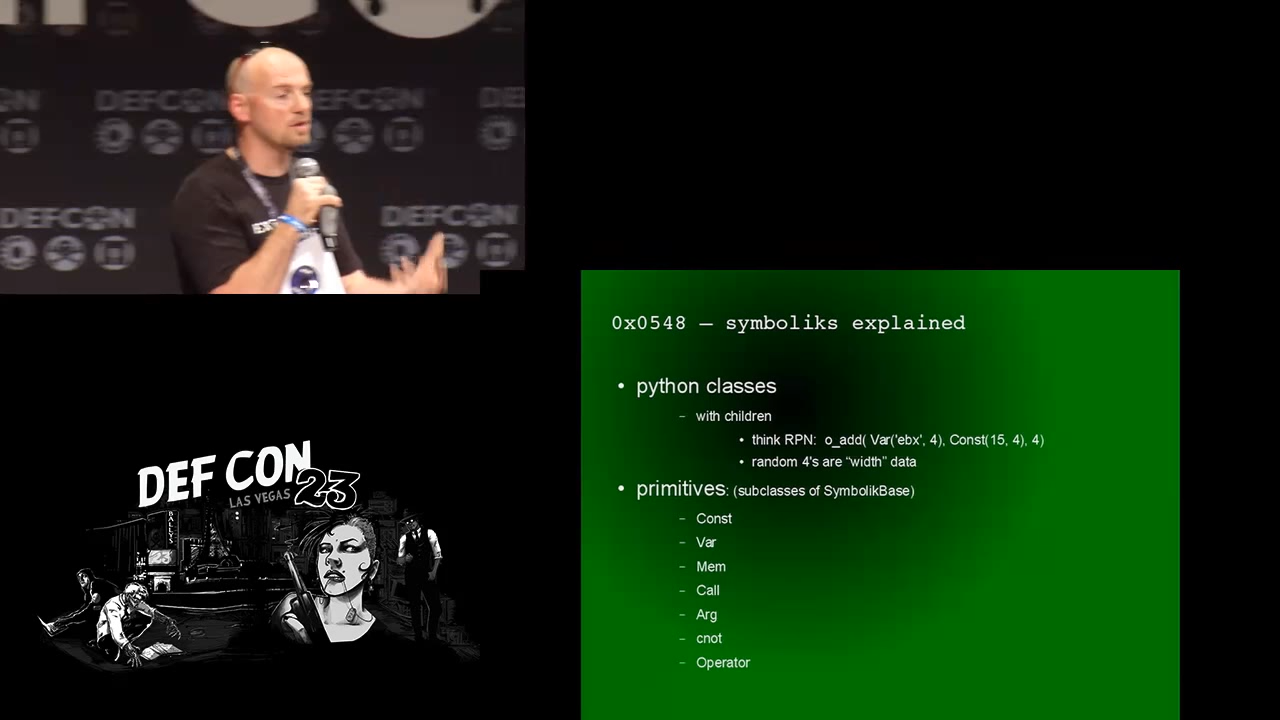 DEFCON
DEFCON
DEFCON
DEFCON
0x0548 – symboliks explained
• python classes
– with children
• think RPN: o_add( Var('ebx', 4), Const(15, 4), 4)
• random 4's are “width” data
• primitives: (subclasses of SymbolikBase)
– Const
– Var
– Mem
– Call
– Arg
– cnot
– Operator
DEF CON 23
LAS VEGAS
BALLYS
23